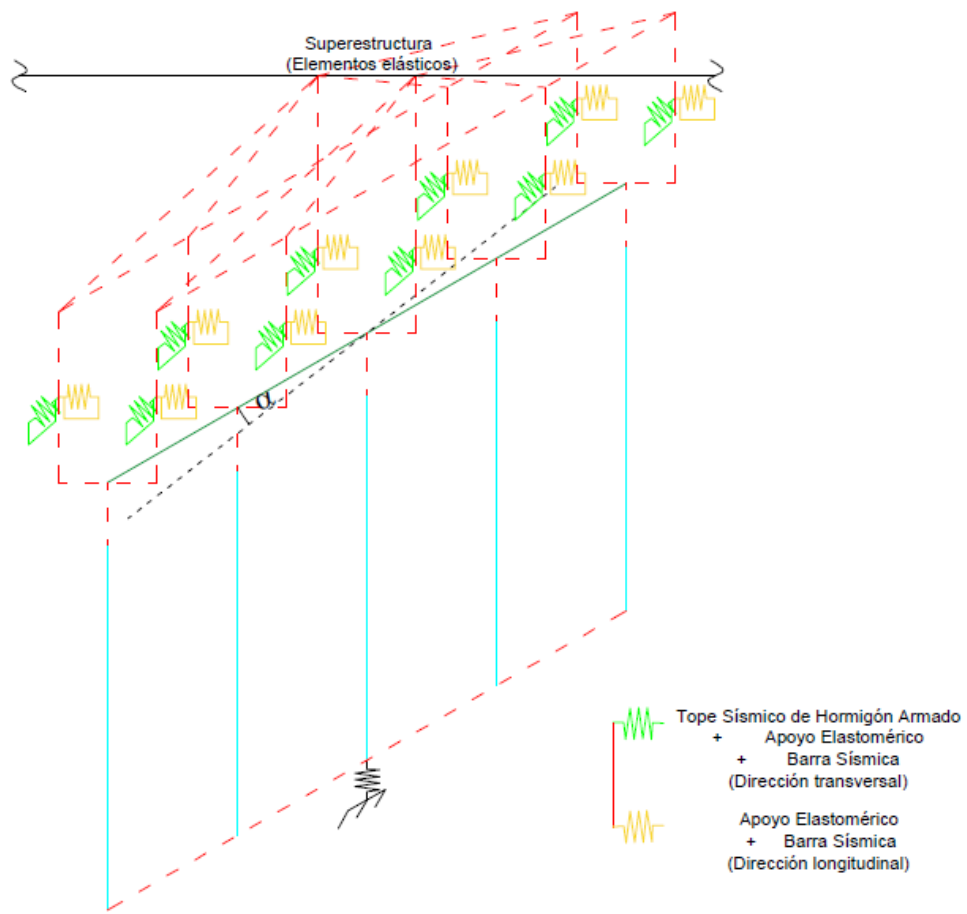 Superestructura
(Elementos elásticos)
α
Tope Sísmico de Hormigón Armado
+ Apoyo Elastomérico
+ Barra Sísmica
(Dirección transversal)
Apoyo Elastomérico
+ Barra Sísmica
(Dirección longitudinal)